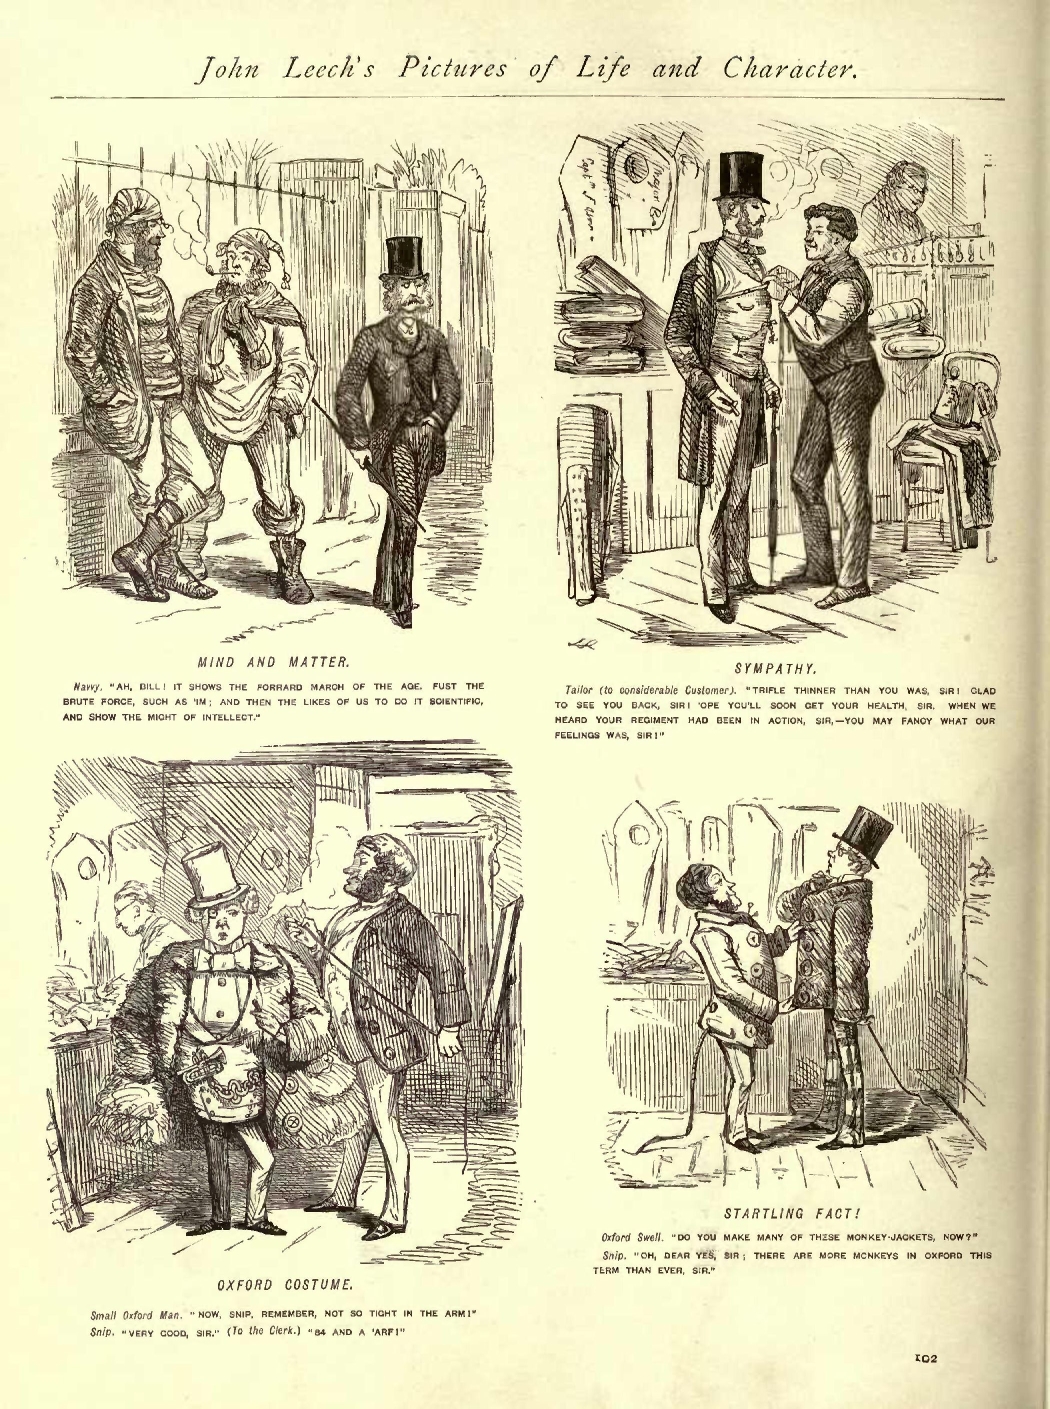 John Leech's Pictures of Life and Character.
MIND AND MATTER.
Navvy. "AH, BILL! IT SHOWS THE FORRARD MARCH OF THE AGE. FUST THE
BRUTE FORCE, SUCH AS 'IM; AND THEN THE LIKES OF US TO DO IT SCIENTIFIC,
AND SHOW THE MIGHT OF INTELLECT."
SYMPATHY.
Tailor (to considerable Customer). "TRIFLE THINNER THAN YOU WAS, SIR! GLAD
TO SEE YOU BACK, SIR! 'OPE YOU'LL SOON GET YOUR HEALTH, SIR. WHEN WE
HEARD YOUR REGIMENT HAD BEEN IN ACTION, SIR,—YOU MAY FANCY WHAT OUR
FEELINGS WAS, SIR!"
OXFORD COSTUME.
Small Oxford Man. "NOW, SNIP, REMEMBER, NOT SO TIGHT IN THE ARM!"
Snip. "VERY GOOD, SIR." (To the Clerk.) "84 AND A 'ARF!"
STARTLING FACT!
Oxford Swell. "DO YOU MAKE MANY OF THESE MONKEY-JACKETS, NOW?"
Snip. "OH, DEAR YES, SIR; THERE ARE MORE MONKEYS IN OXFORD THIS
TERM THAN EVER, SIR."
102